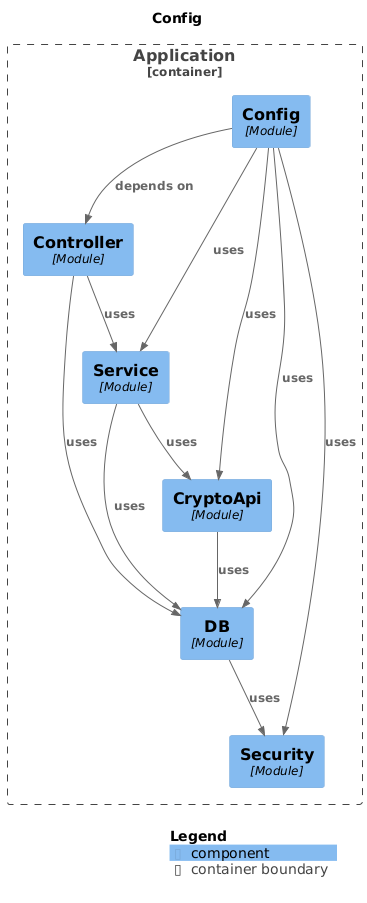 Config
Application
[container]
Config
[Module]
depends on
Controller
[Module]
uses
uses
uses
uses
Service
[Module]
uses
uses
uses
uses
uses
CryptoApi
[Module]
uses
DB
[Module]
uses
Security
[Module]
Legend
component
container boundary